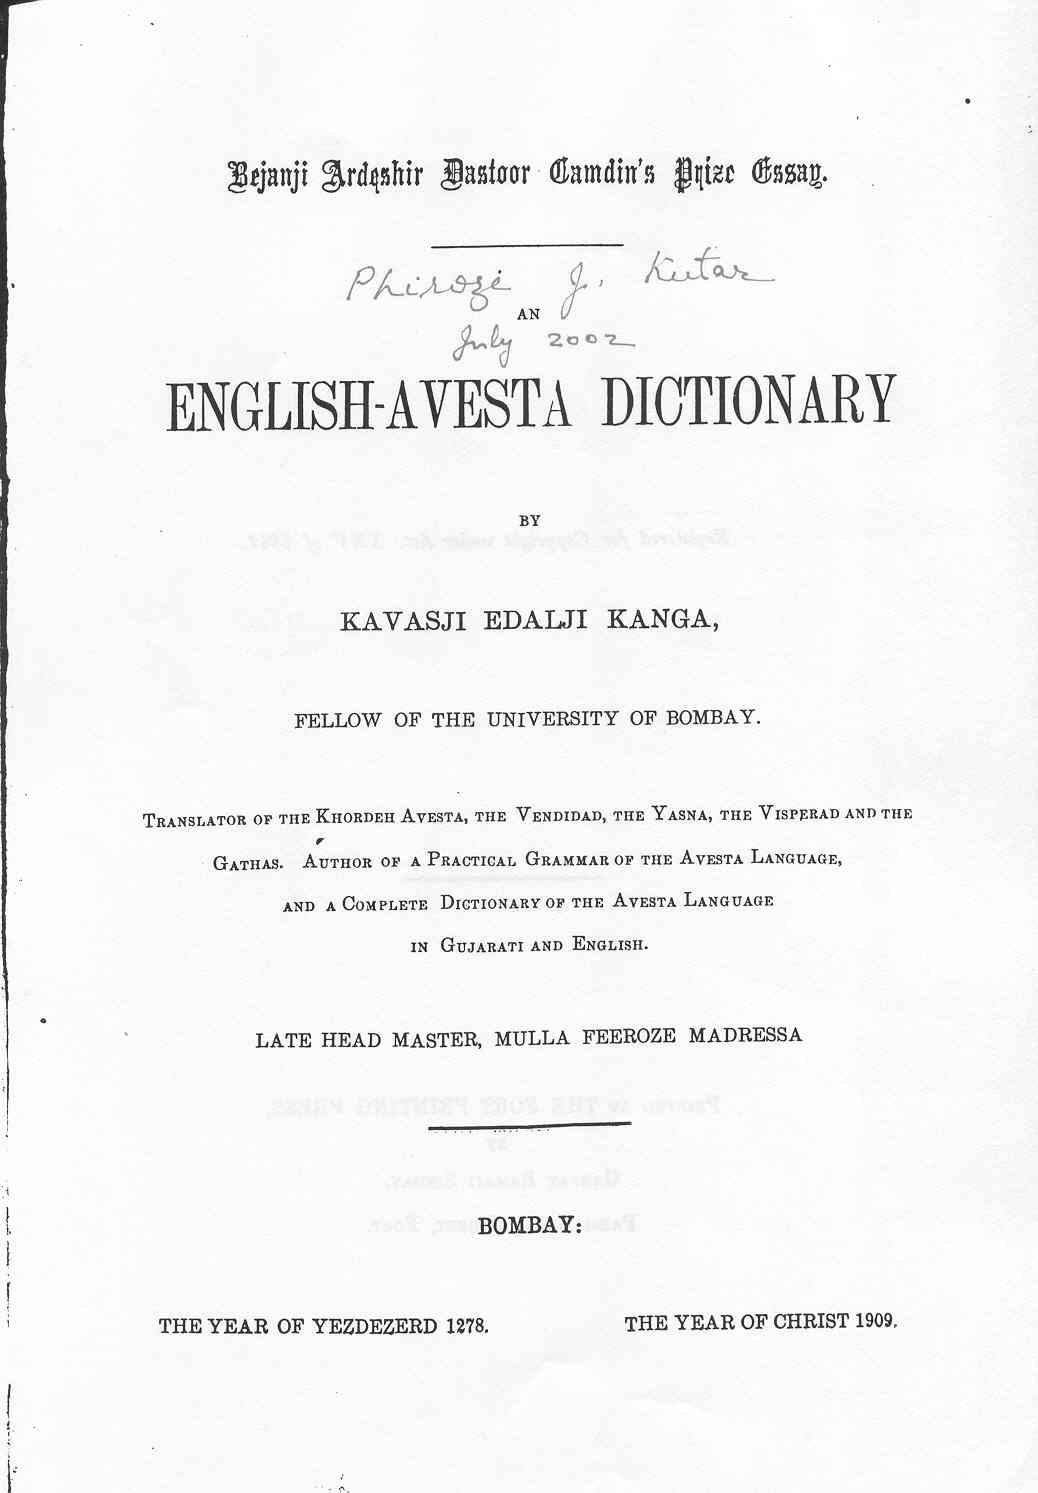 Bejanji Ardeshir Dastoor Camdin's Prize Essay.
Phiroze J. Kutar
AN
July 2002
ENGLISH-AVESTA DICTIONARY
BY
KAVASJI EDALJI KANGA,
FELLOW OF THE UNIVERSITY OF BOMBAY.
TRANSLATOR OF THE KHORDEH AVESTA, THE VENDIDAD, THE YASNA, THE VISPERAD AND THE
GATHAS. AUTHOR OF A PRACTICAL GRAMMAR OF THE AVESTA LANGUAGE,
AND A COMPLETE DICTIONARY OF THE AVESTA LANGUAGE
IN GUJARATI AND ENGLISH.
LATE HEAD MASTER, MULLA FEEROZE MADRESSA
BOMBAY:
THE YEAR OF YEZDEZERD 1278. THE YEAR OF CHRIST 1909.